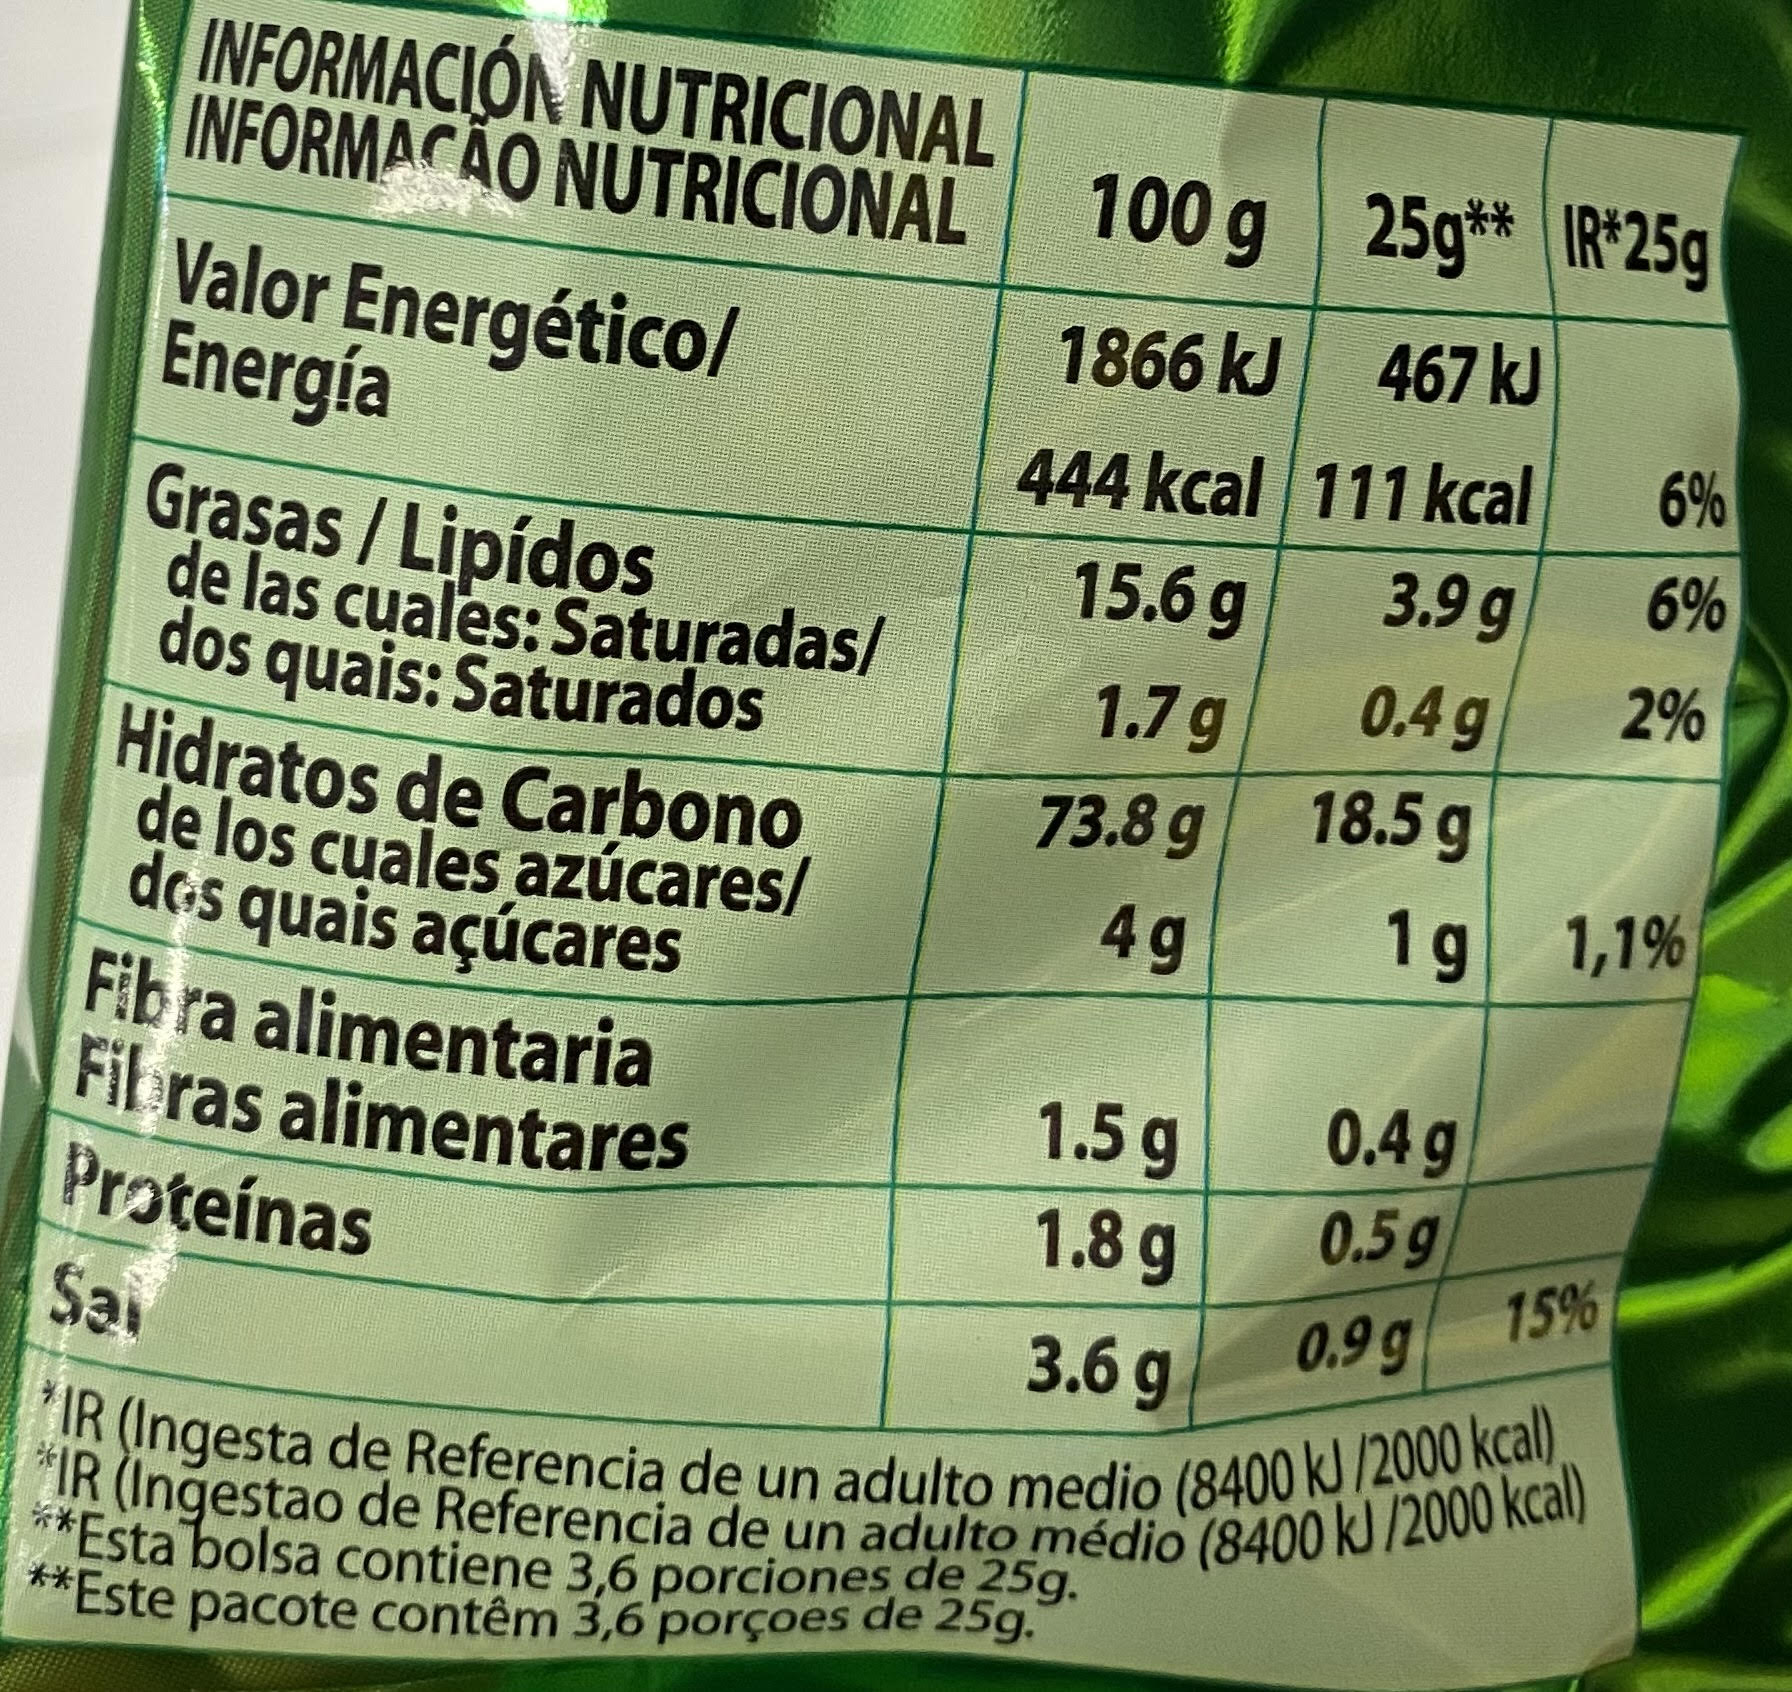 INFORMACIÓN NUTRICIONAL
INFORMAÇÃO NUTRICIONAL 100 g 25g** IR*25g
Valor Energético/ 1866 kJ 467 kJ
Energía 444 kcal 111 kcal 6%
Grasas / Lipídos 15.6 g 3.9 g 6%
de las cuales: Saturadas/
dos quais: Saturados 1.7 g 0.4 g 2%
Hidratos de Carbono 73.8 g 18.5 g
de los cuales azúcares/
dos quais açúcares 4 g 1 g 1,1%
Fibra alimentaria
Fibras alimentares 1.5 g 0.4 g
Proteínas 1.8 g 0.5 g
Sal 3.6 g 0.9 g 15%
*IR (Ingesta de Referencia de un adulto medio (8400 kJ /2000 kcal)
*IR (Ingestao de Referencia de un adulto médio (8400 kJ /2000 kcal)
**Esta bolsa contiene 3,6 porciones de 25g.
**Este pacote contêm 3,6 porçoes de 25g.